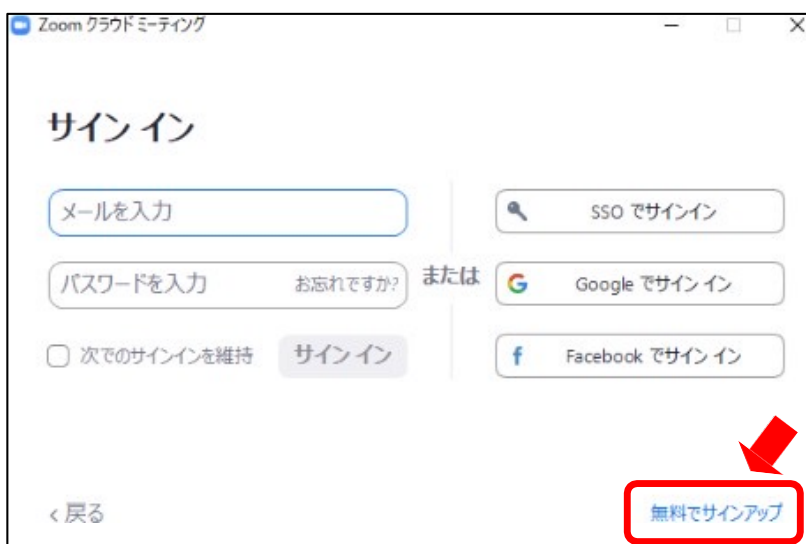 Zoom クラウド ミーティング
サイン イン
メールを入力
パスワードを入力 お忘れですか?
次でのサインインを維持 サイン イン
または
SSO でサインイン
Google でサイン イン
Facebook でサイン イン
戻る
無料でサインアップ